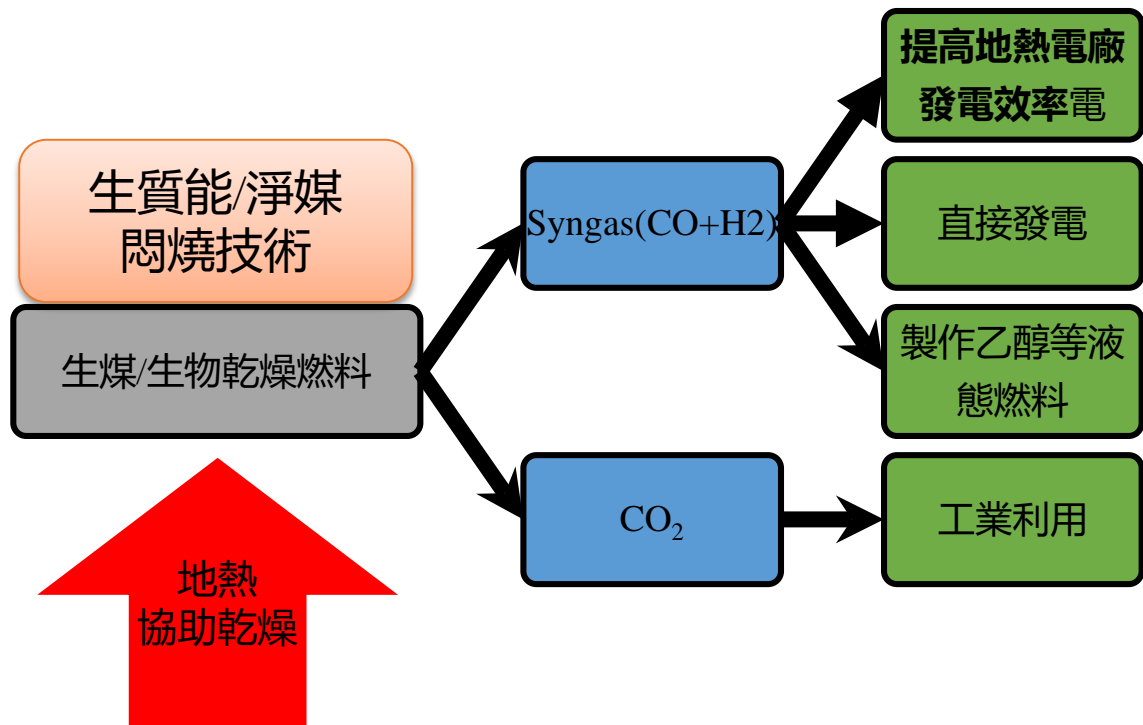 生質能/淨媒
悶燒技術
生煤/生物乾燥燃料
地熱
協助乾燥
Syngas(CO+H2)
CO₂
提高地熱電廠
發電效率電
直接發電
製作乙醇等液
態燃料
工業利用